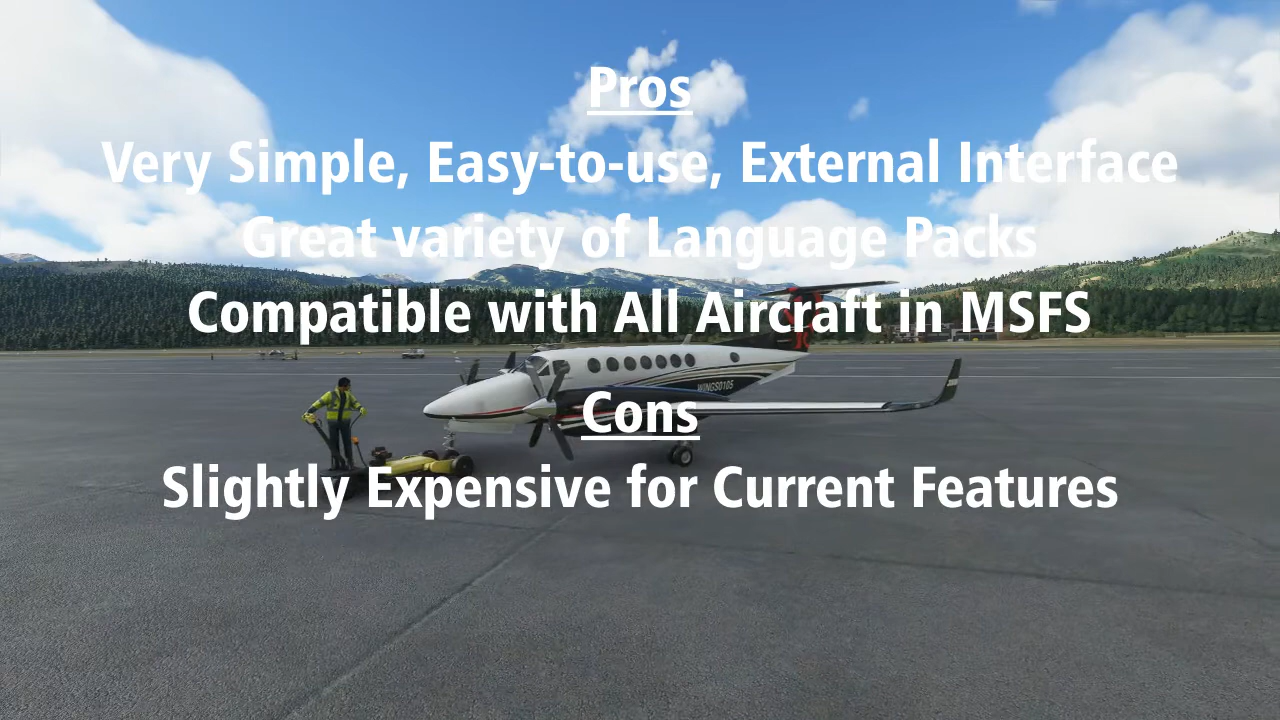 Pros
Very Simple, Easy-to-use, External Interface
Great variety of Language Packs
Compatible with All Aircraft in MSFS
WINGS0105
Cons
Slightly Expensive for Current Features